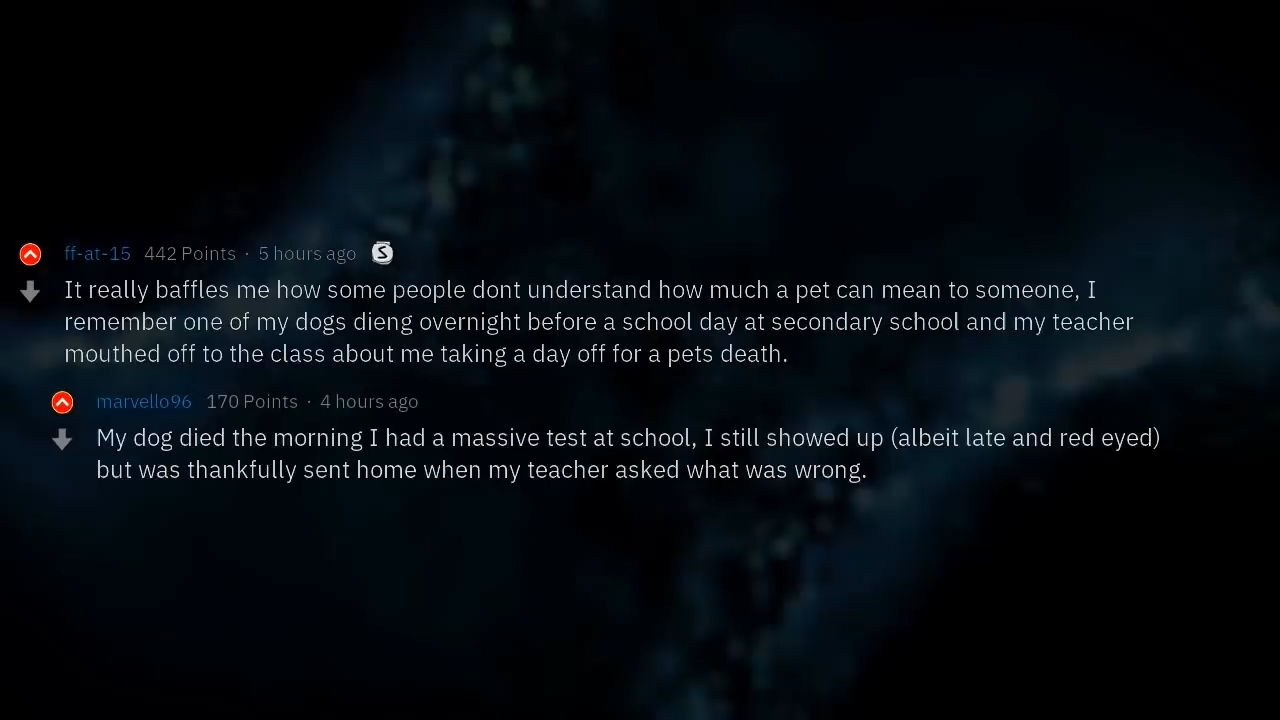 ff-at-15 442 Points · 5 hours ago S
It really baffles me how some people dont understand how much a pet can mean to someone, I
remember one of my dogs dieng overnight before a school day at secondary school and my teacher
mouthed off to the class about me taking a day off for a pets death.
marvello96 170 Points · 4 hours ago
My dog died the morning I had a massive test at school, I still showed up (albeit late and red eyed)
but was thankfully sent home when my teacher asked what was wrong.